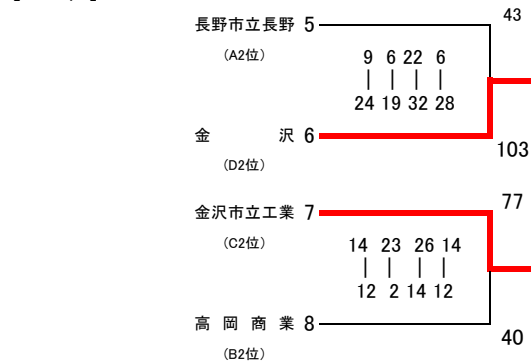 長野市立長野 5 43
(A2位)
9 6 22 6
| | | |
24 19 32 28
金 沢 6 103
(D2位)
金沢市立工業 7 77
(C2位)
14 23 26 14
| | | |
12 2 14 12
高岡商業 8 40
(B2位)